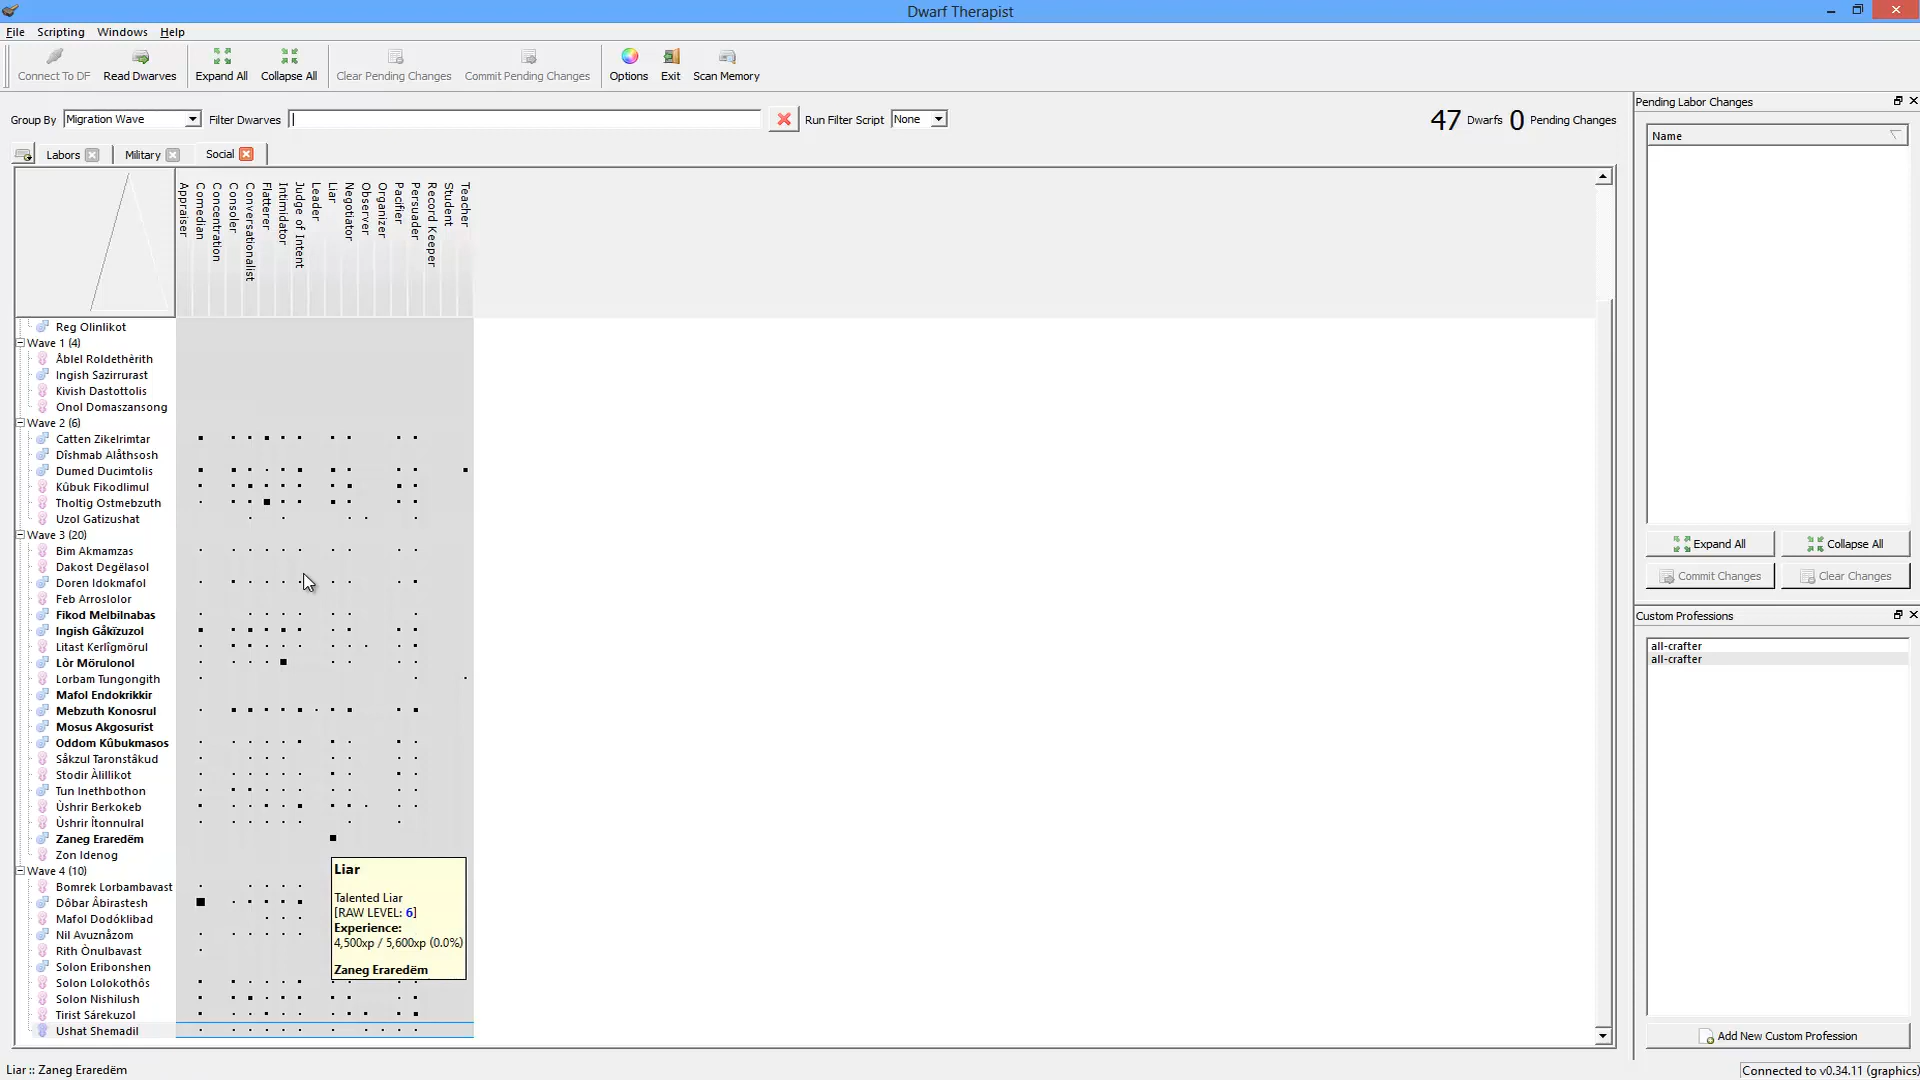 Dwarf Therapist
File Scripting Windows Help
Connect To DF Read Dwarves Expand All Collapse All Clear Pending Changes Commit Pending Changes Options Exit Scan Memory
Group By Migration Wave Filter Dwarves Run Filter Script None 47 Dwarfs 0 Pending Changes
Labors Military Social
Appraiser
Comedian
Concentration
Consoler
Conversationalist
Flatterer
Intimidator
Judge of Intent
Leader
Liar
Negotiator
Observer
Organizer
Pacifier
Persuader
Record Keeper
Student
Teacher
Reg Olinlikot
Wave 1 (4)
Åblel Roldethêrith
Ingish Sazirrurast
Kivish Dastottolis
Onol Domaszansong
Wave 2 (6)
Catten Zikelrimtar
Dîshmab Alåthsosh
Dumed Ducimtolis
Kûbuk Fikodlimul
Tholtig Ostmebzuth
Uzol Gatizushat
Wave 3 (20)
Bim Akmamzas
Dakost Degëlasol
Doren Idokmafol
Feb Arroslolor
Fikod Melbilnabas
Ingish Gåkïzuzol
Litast Kerlîgmörul
Lòr Mörulonol
Lorbam Tungongith
Mafol Endokrikkir
Mebzuth Konosrul
Mosus Akgosurist
Oddom Kûbukmasos
Såkzul Taronstâkud
Stodir Àlillikot
Tun Inethbothon
Ùshrir Berkokeb
Ùshrir Ìtonnulral
Zaneg Eraredëm
Zon Idenog
Wave 4 (10)
Bomrek Lorbambavast
Dôbar Âbirastesh
Mafol Dodóklibad
Nil Avuznåzom
Rith Ònulbavast
Solon Eribonshen
Solon Lolokothôs
Solon Nishilush
Tirist Sárekuzol
Ushat Shemadil
Liar
Talented Liar
[RAW LEVEL: 6]
Experience:
4,500xp / 5,600xp (0.0%)
Zaneg Eraredëm
Pending Labor Changes
Name
Expand All Collapse All
Commit Changes Clear Changes
Custom Professions
all-crafter
all-crafter
Add New Custom Profession
Liar :: Zaneg Eraredëm
Connected to v0.34.11 (graphics)